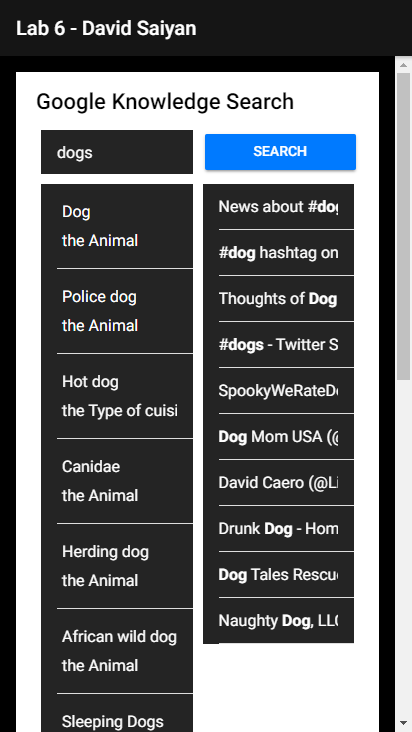 Lab 6 - David Saiyan
Google Knowledge Search
dogs
SEARCH
Dog
the Animal
Police dog
the Animal
Hot dog
the Type of cuisi
Canidae
the Animal
Herding dog
the Animal
African wild dog
the Animal
Sleeping Dogs
News about #dog
#dog hashtag on
Thoughts of Dog
#dogs - Twitter S
SpookyWeRateDo
Dog Mom USA (@
David Caero (@Li
Drunk Dog - Hom
Dog Tales Rescue
Naughty Dog, LLC